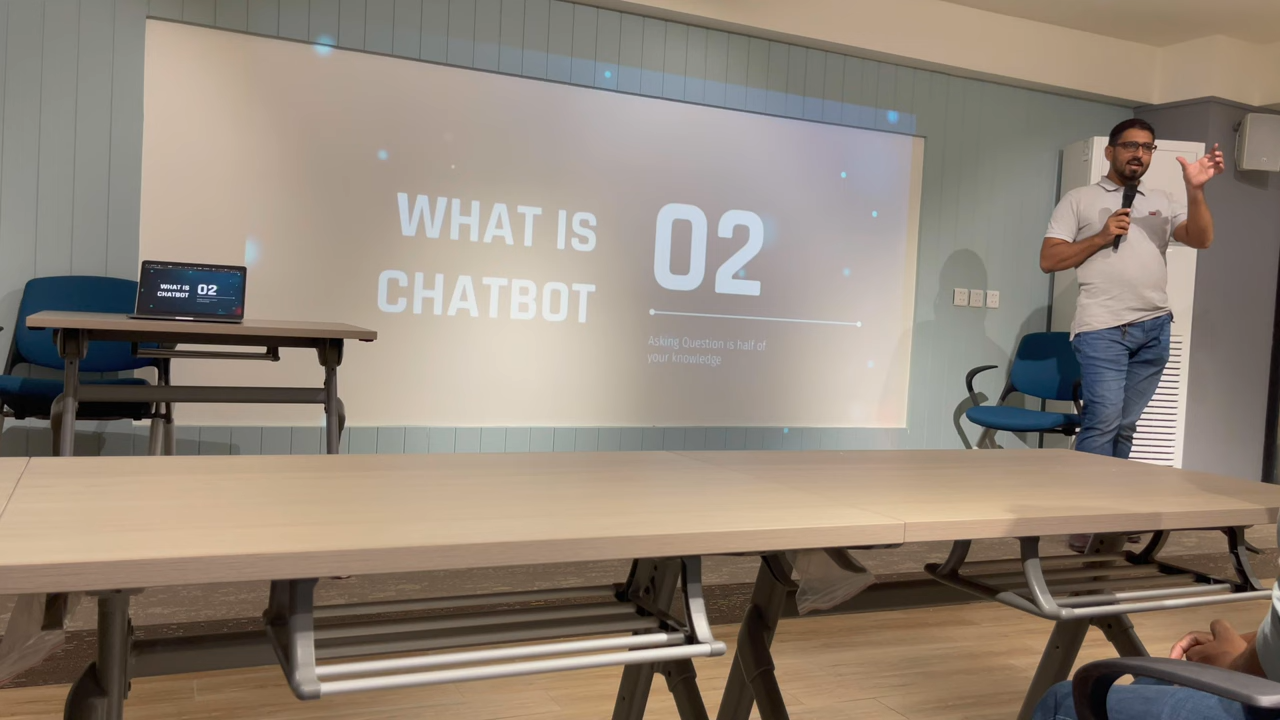 WHAT IS
CHATBOT
02
Asking Question is half of
your knowledge
WHAT IS
CHATBOT
02